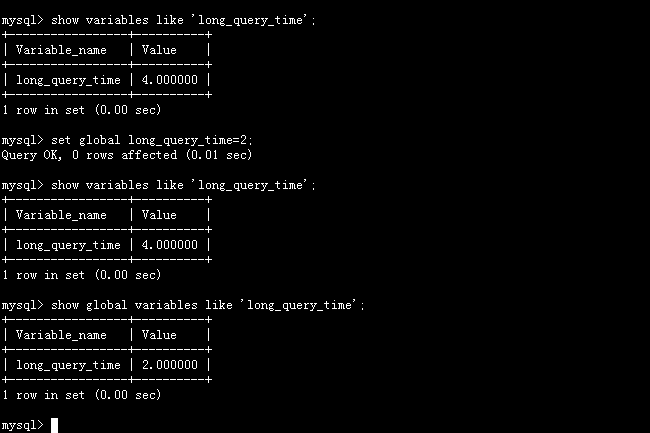 mysql> show variables like 'long_query_time';
+-----------------+----------+
| Variable_name   | Value    |
+-----------------+----------+
| long_query_time | 4.000000 |
+-----------------+----------+
1 row in set (0.00 sec)
mysql> set global long_query_time=2;
Query OK, 0 rows affected (0.01 sec)
mysql> show variables like 'long_query_time';
+-----------------+----------+
| Variable_name   | Value    |
+-----------------+----------+
| long_query_time | 4.000000 |
+-----------------+----------+
1 row in set (0.00 sec)
mysql> show global variables like 'long_query_time';
+-----------------+----------+
| Variable_name   | Value    |
+-----------------+----------+
| long_query_time | 2.000000 |
+-----------------+----------+
1 row in set (0.00 sec)
mysql>